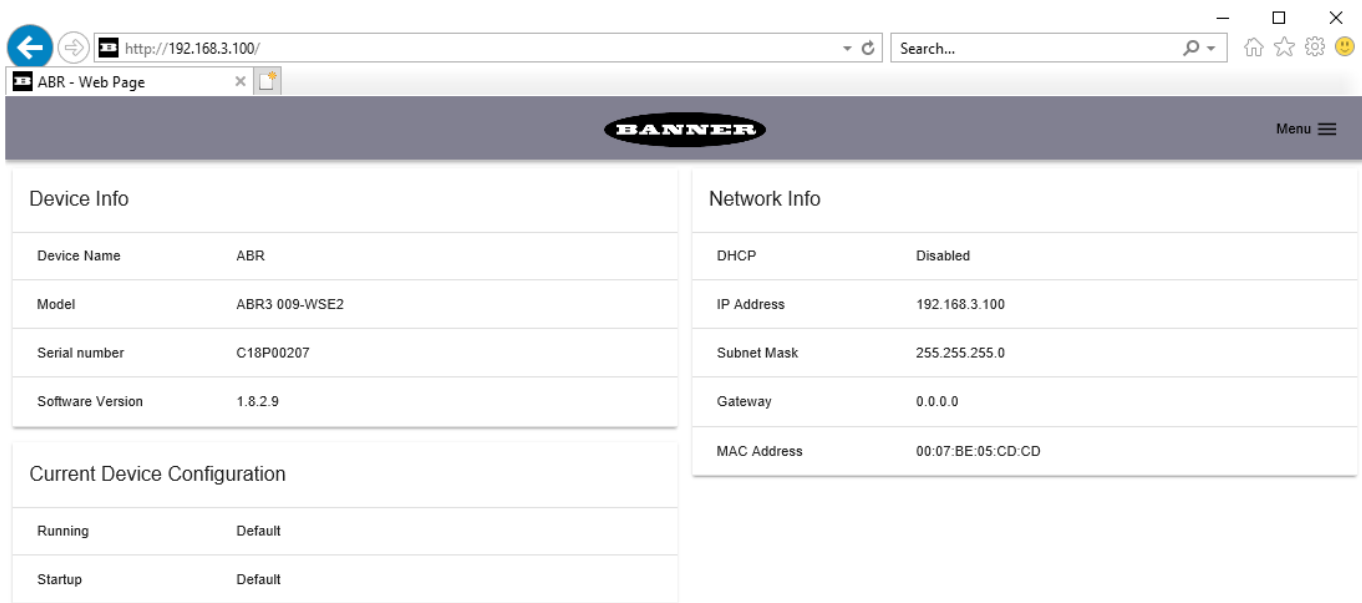 http://192.168.3.100/
Search...
ABR - Web Page
BANNER
Menu
Device Info
Device Name ABR
Model ABR3 009-WSE2
Serial number C18P00207
Software Version 1.8.2.9
Current Device Configuration
Running Default
Startup Default
Network Info
DHCP Disabled
IP Address 192.168.3.100
Subnet Mask 255.255.255.0
Gateway 0.0.0.0
MAC Address 00:07:BE:05:CD:CD